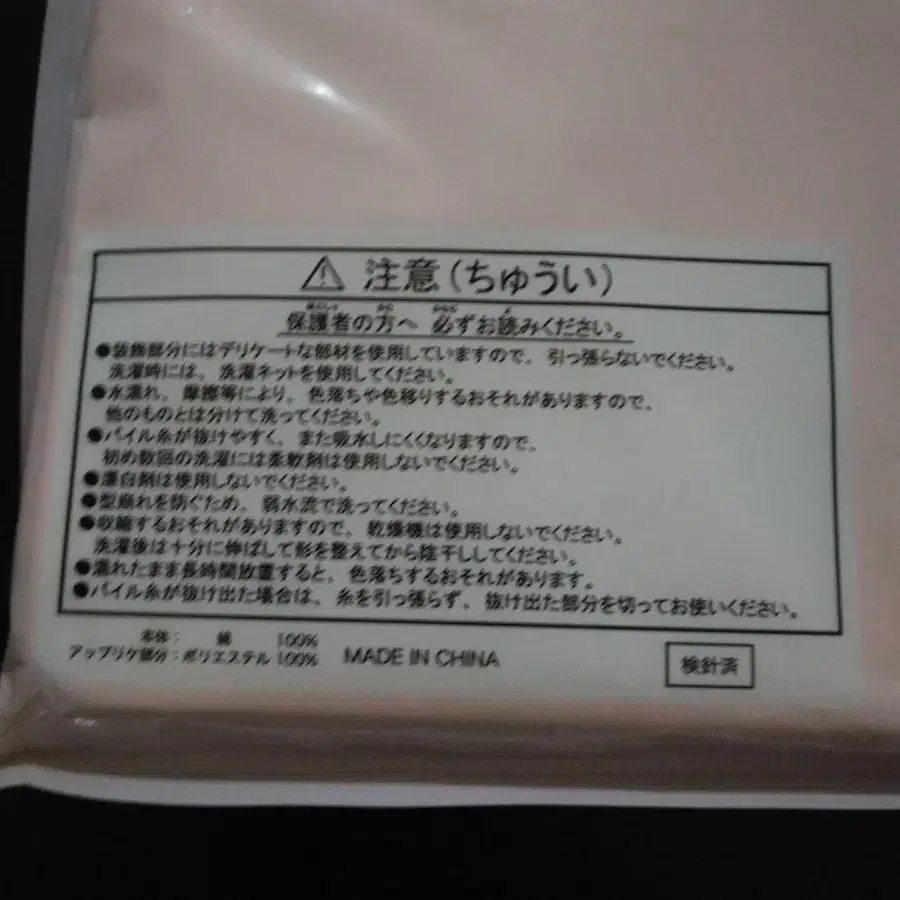 ⚠ 注意(ちゅうい)
保護者の方へ 必ずお読みください。
●装飾部分にはデリケートな部材を使用していますので、引っ張らないでください。
洗濯時には、洗濯ネットを使用してください。
●水濡れ、摩擦等により、色落ちや色移りするおそれがありますので、
他のものとは分けて洗ってください。
●パイル糸が抜けやすく、また吸水しにくくなりますので、
初め数回の洗濯には柔軟剤は使用しないでください。
●漂白剤は使用しないでください。
●型崩れを防ぐため、弱水流で洗ってください。
●収縮するおそれがありますので、乾燥機は使用しないでください。
洗濯後は十分に伸ばして形を整えてから陰干ししてください。
●濡れたまま長時間放置すると、色落ちするおそれがあります。
●パイル糸が抜け出た場合は、糸を引っ張らず、抜け出た部分を切ってお使いください。
本体: 綿 100%
アップリケ部分:ポリエステル 100%
MADE IN CHINA
検針済